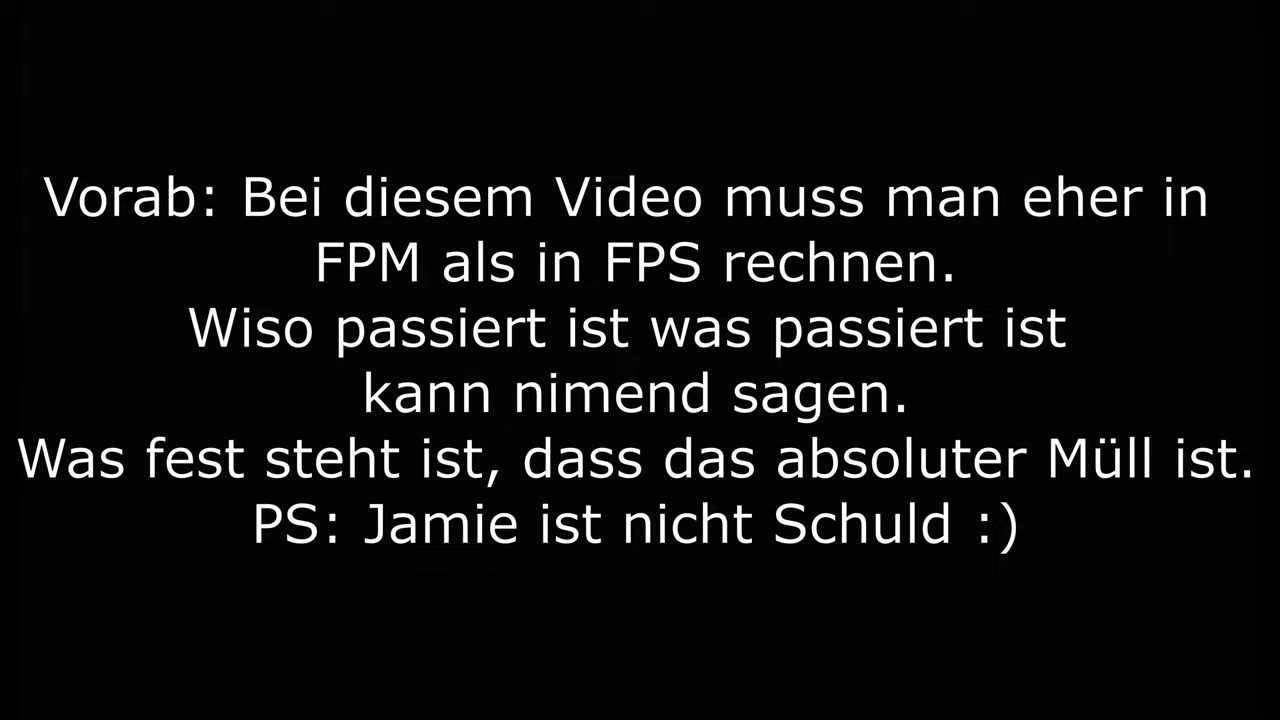 Vorab: Bei diesem Video muss man eher in
FPM als in FPS rechnen.
Wiso passiert ist was passiert ist
kann nimend sagen.
Was fest steht ist, dass das absoluter Müll ist.
PS: Jamie ist nicht Schuld :)